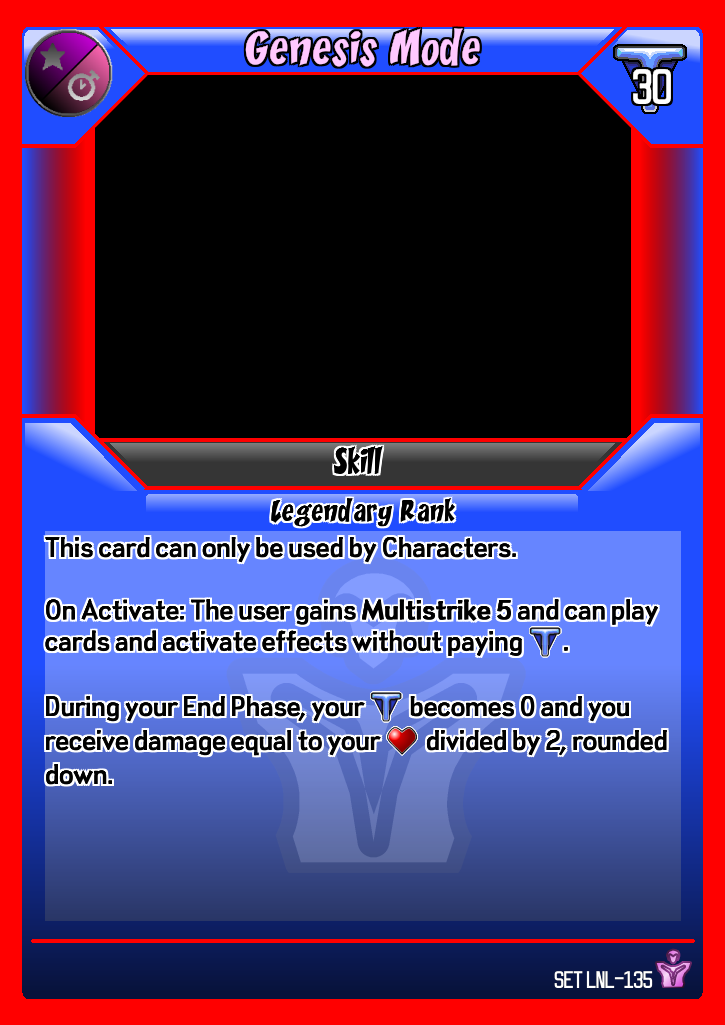 Genesis Mode
30
Skill
Legendary Rank
This card can only be used by Characters.
On Activate: The user gains Multistrike 5 and can play
cards and activate effects without paying .
During your End Phase, your becomes 0 and you
receive damage equal to your divided by 2, rounded
down.
SET LNL-135